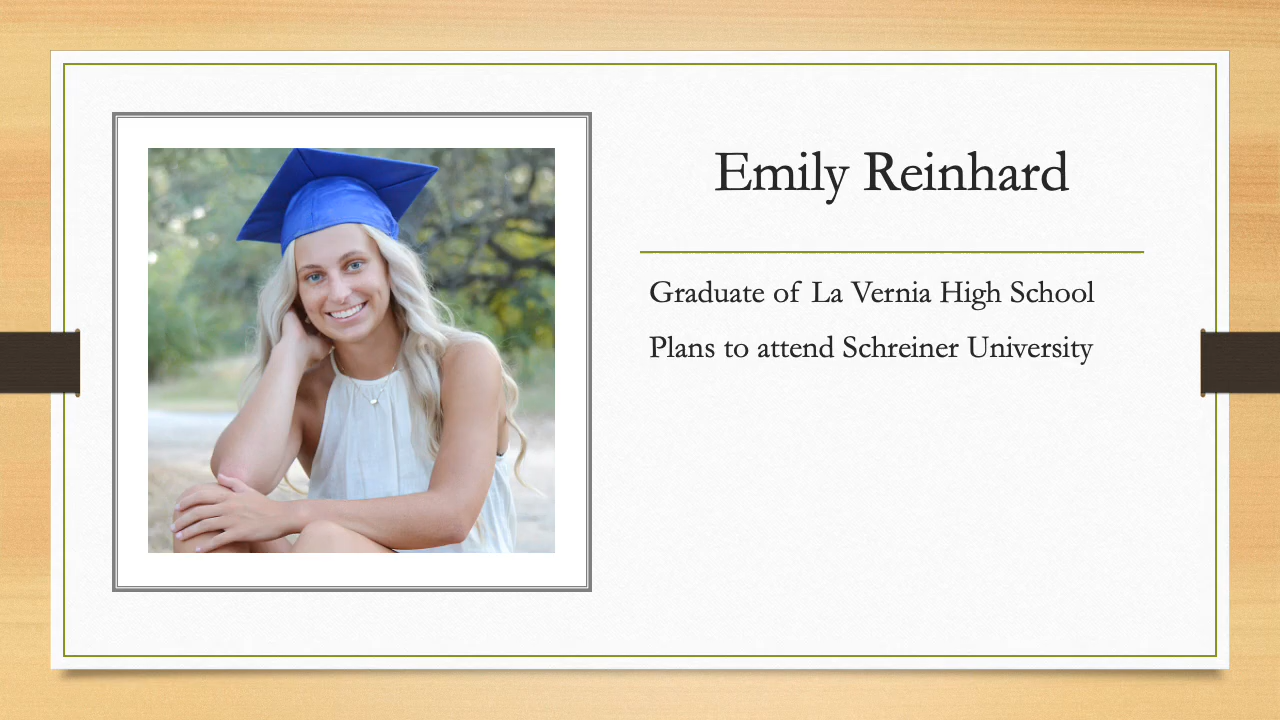 Emily Reinhard
Graduate of La Vernia High School
Plans to attend Schreiner University